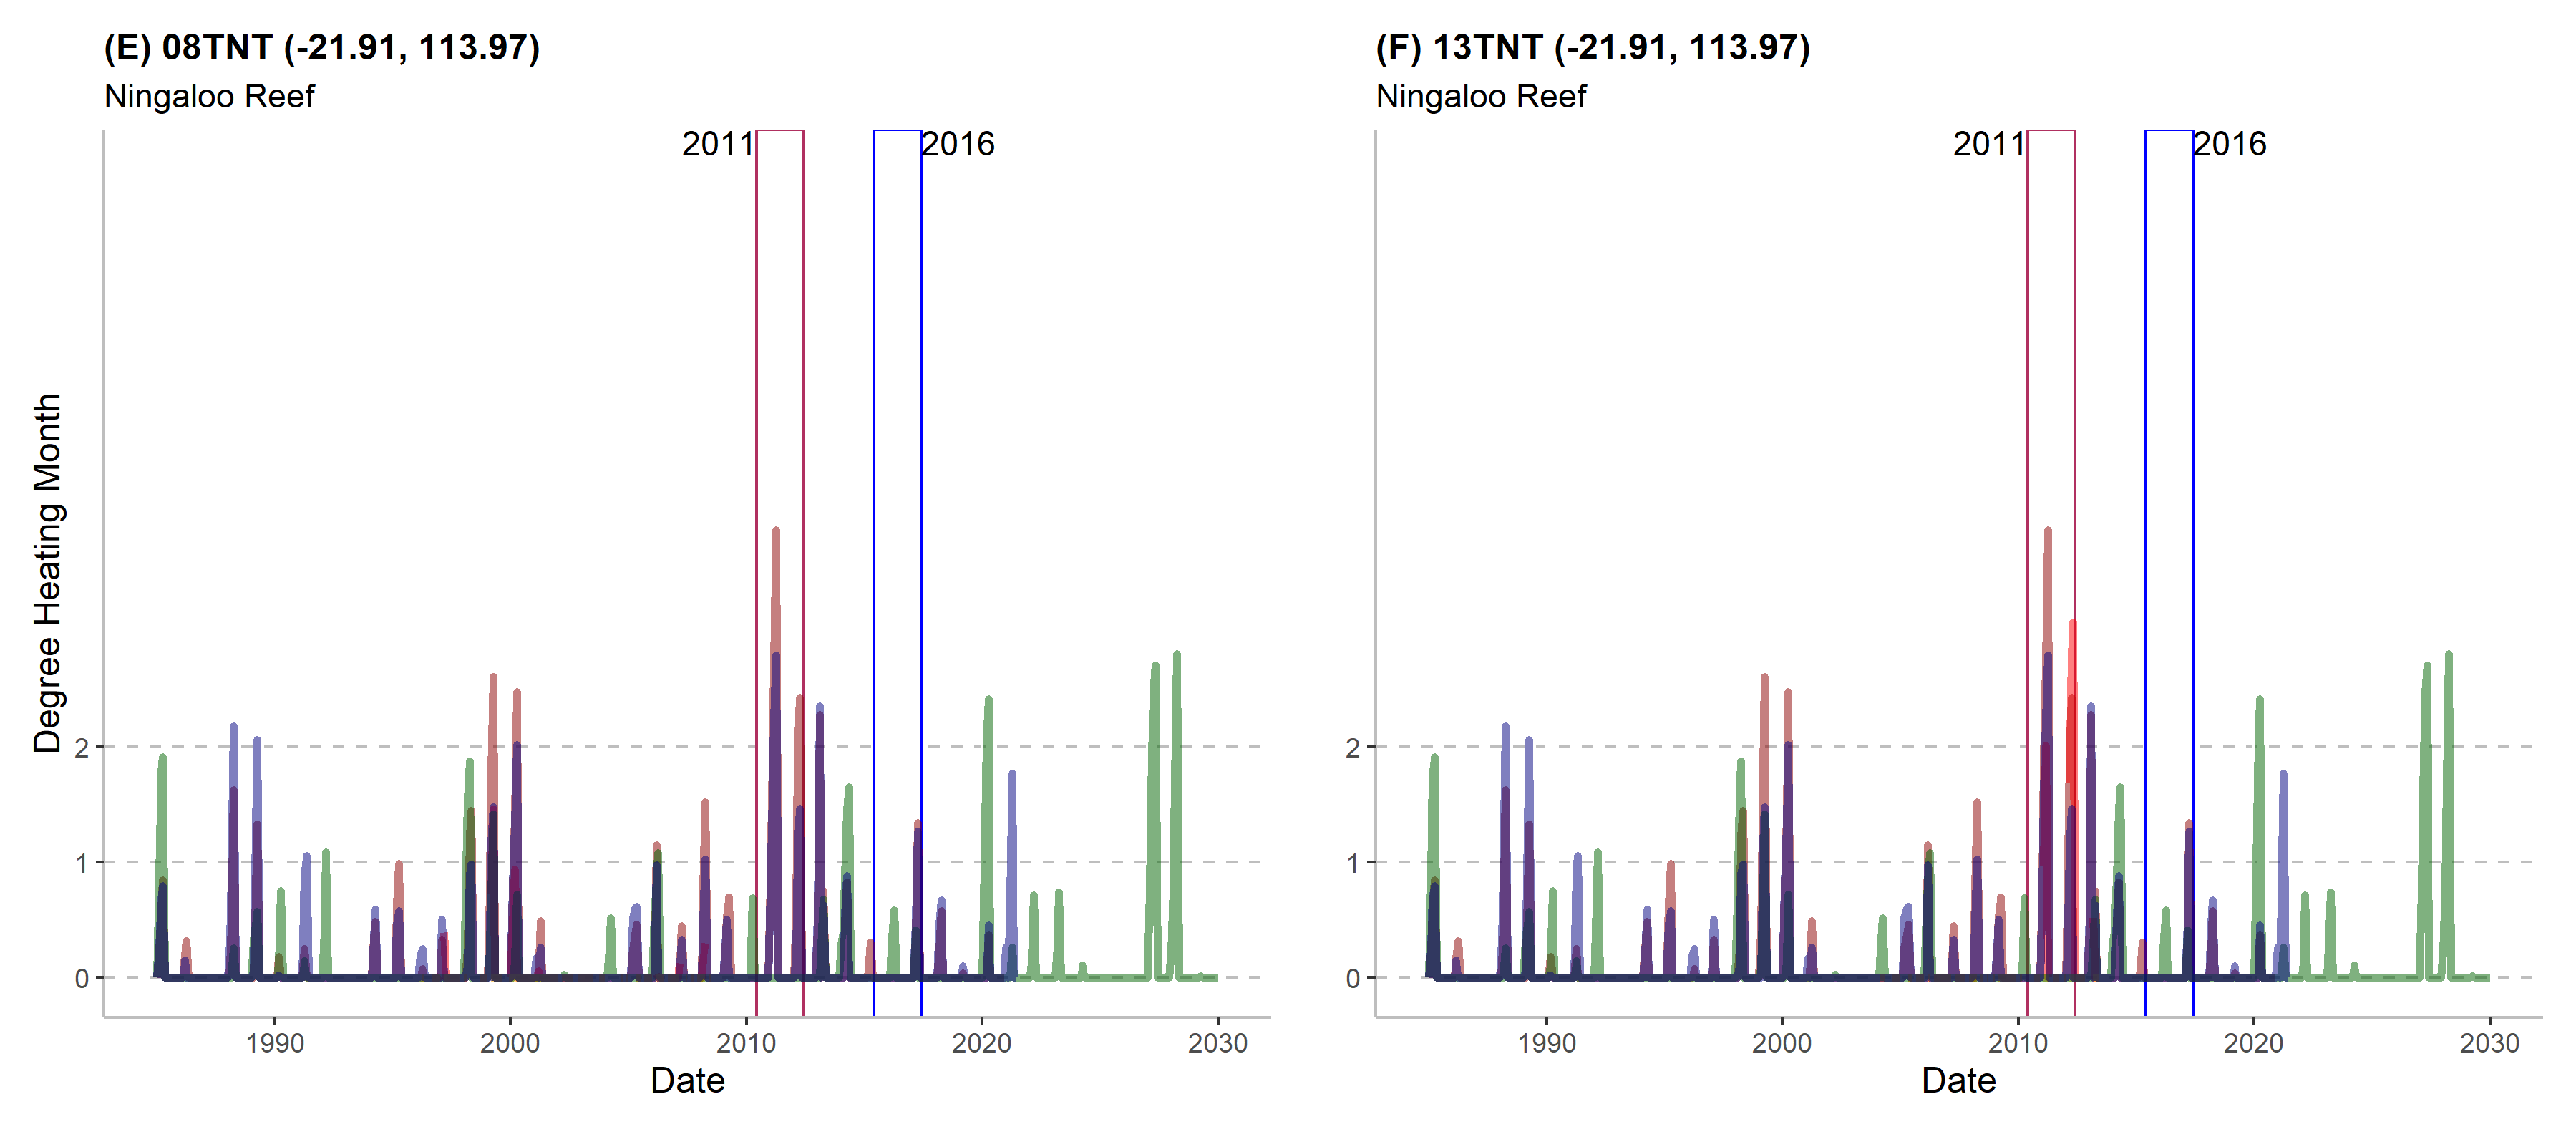 (E) 08TNT (-21.91, 113.97)
Ningaloo Reef
2011
2016
Degree Heating Month
2
1
0
1990
2000
2010
2020
2030
Date
(F) 13TNT (-21.91, 113.97)
Ningaloo Reef
2011
2016
2
1
0
1990
2000
2010
2020
2030
Date